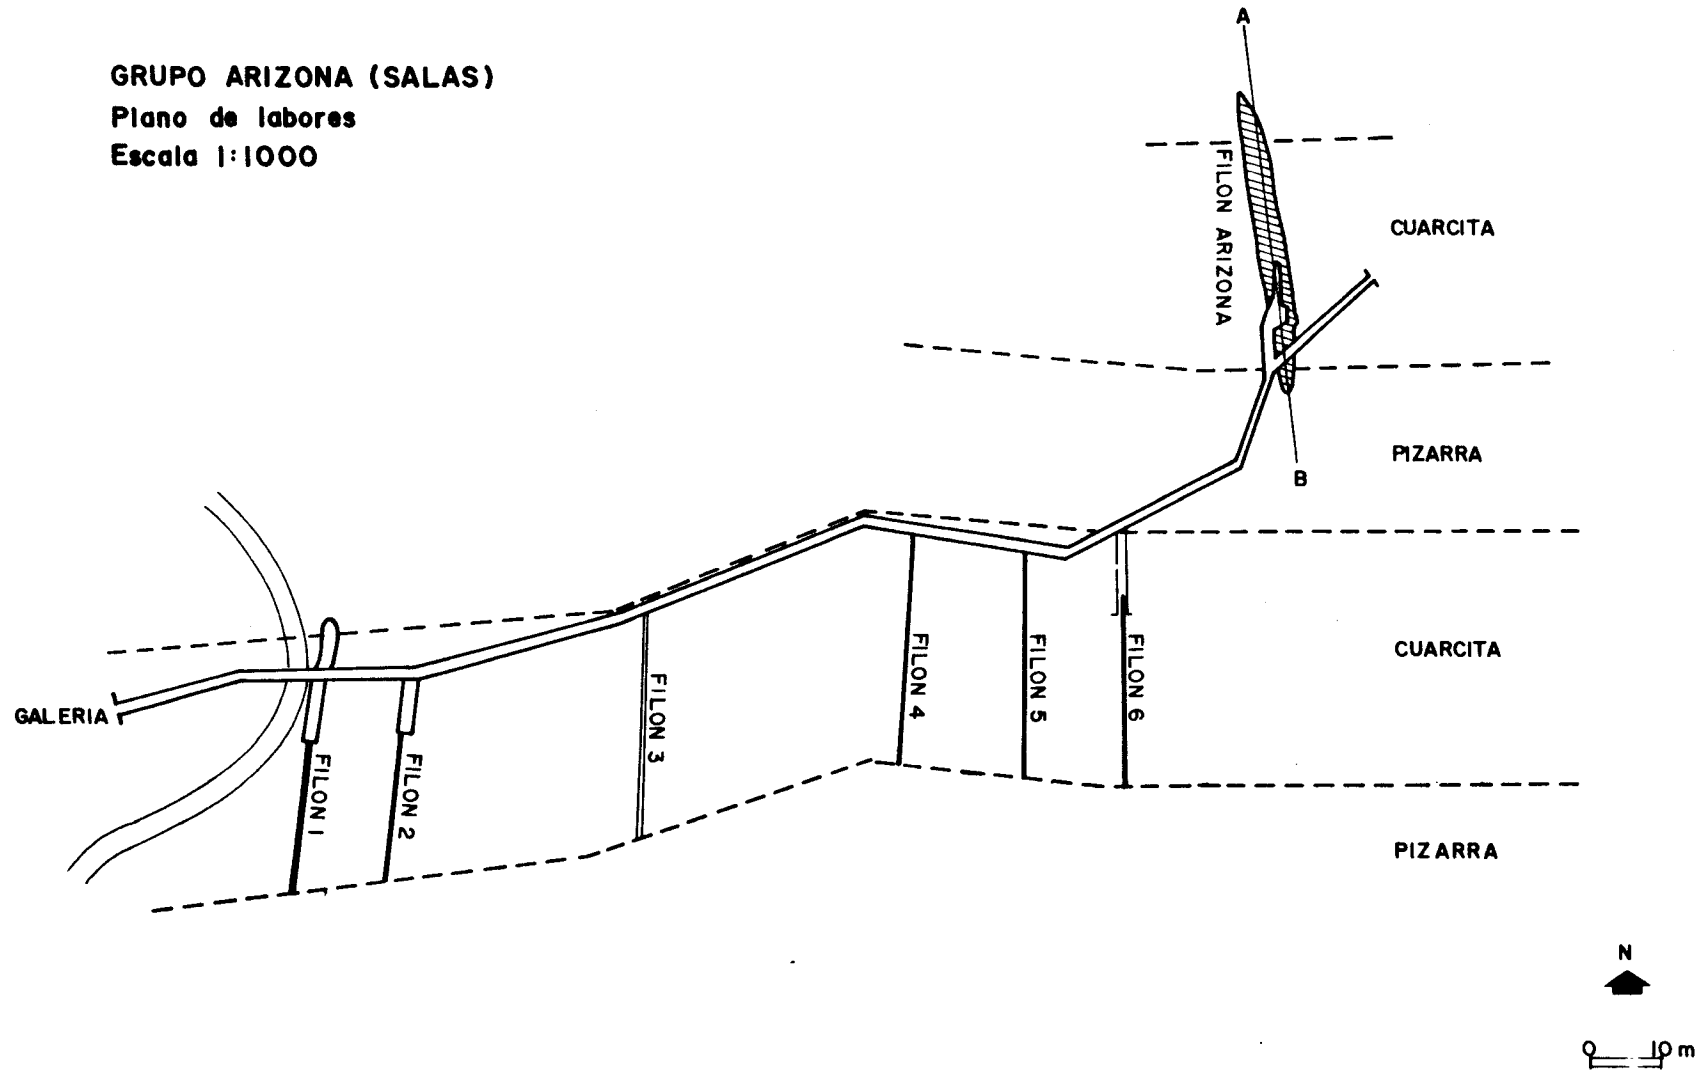 GRUPO ARIZONA (SALAS)
Plano de labores
Escala 1:1000
A
FILON ARIZONA
CUARCITA
PIZARRA
B
CUARCITA
GALERIA
FILON 1
FILON 2
FILON 3
FILON 4
FILON 5
FILON 6
PIZARRA
N
0 10 m